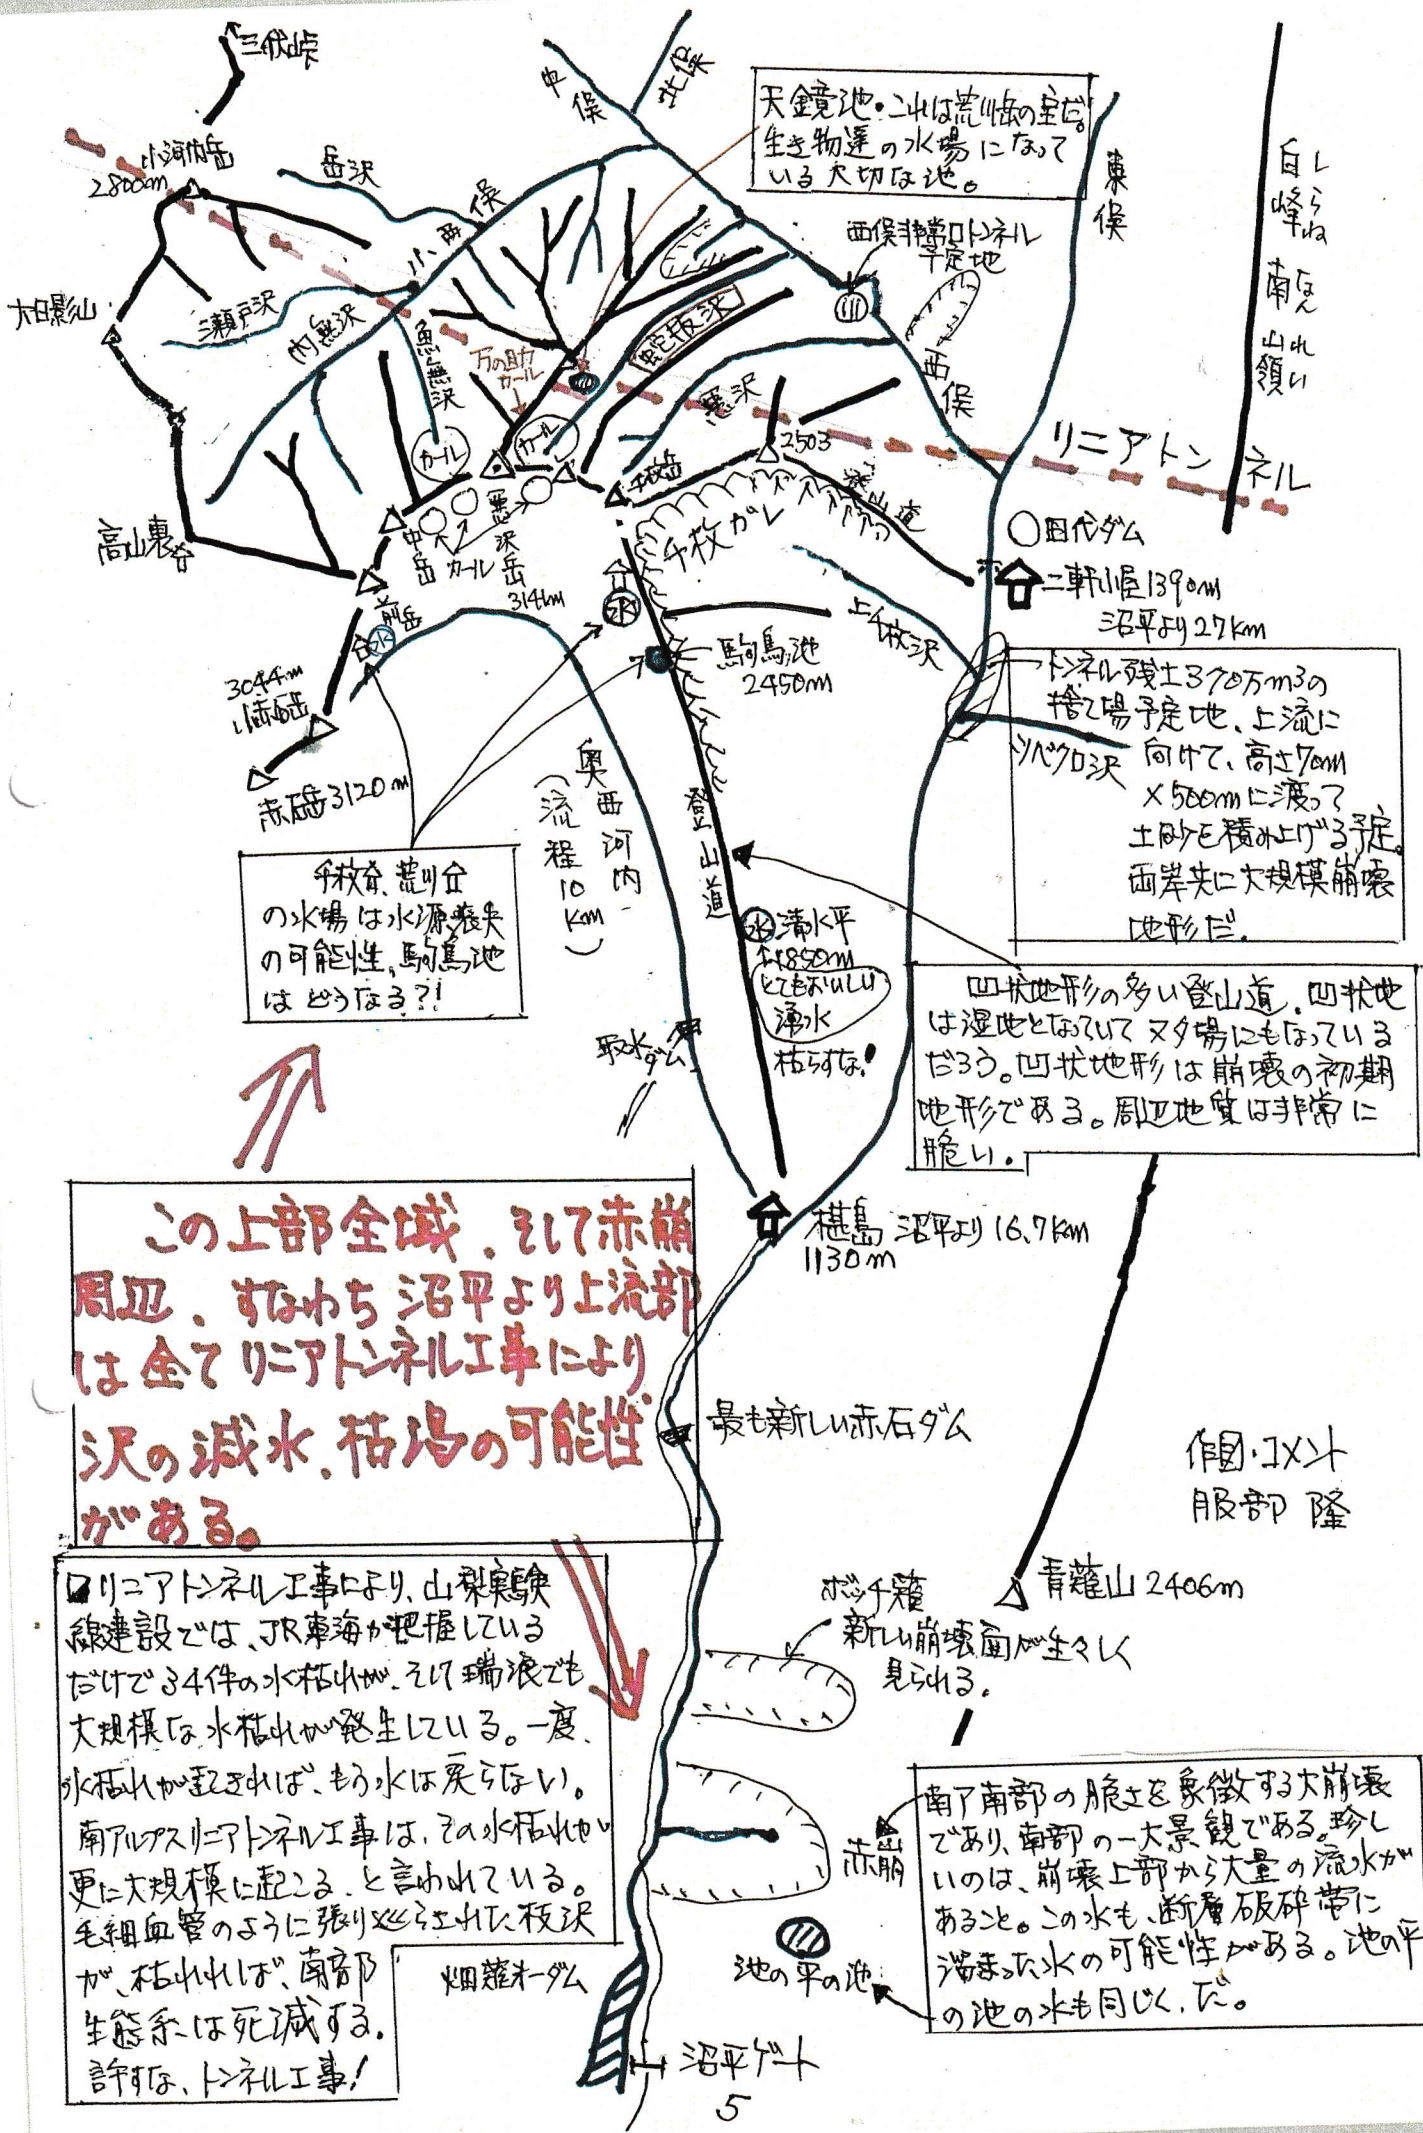 三伏峠
中俣
北俣
天鏡池・これは荒川岳の宝だ。
生き物達の水場になって
いる大切な池。
東俣
白峰南山嶺
しらね
なんれい
小河内岳
2800m
岳沢
小西俣
西俣非常口トンネル
予定地
大日影山
瀬戸沢
内無沢
魚無沢
万の助
カール
蛇抜沢
悪沢
西俣
カール
カール
2503
リニアトンネル
千枚岳
登山道
千枚ガレ
高山裏
中岳
カール
悪沢岳
3141m
田代ダム
二軒小屋1390m
沼平より27km
前岳
水
水
上千枚沢
駒鳥池
2450m
3044m
小赤石岳
赤石岳3120m
トンネル残土370万m3の
捨て場予定地、上流に
向けて、高さ70m
×500mに渡って
土砂を積み上げる予定。
両岸共に大規模崩壊
地形だ.
ツバクロ沢
奥西河内
(流程10km)
登山道
千枚、荒川
の水場は水源喪失
の可能性、駒鳥池
はどうなる?!
水 清水平
1850m
とてもおいしい
湧水
枯らすな!
取水ダム
凹状地形の多い登山道.凹状地
は湿地となっていてヌタ場にもなっている
だろう。凹状地形は崩壊の初期
地形である。周辺地質は非常に
脆い.
この上部全域、そして赤崩
周辺、すなわち沼平より上流部
は全てリニアトンネル工事により、
沢の減水、枯渇の可能性
がある。
椹島 沼平より16.7km
1130m
最も新しい赤石ダム
作図・コメント
服部 隆
青薙山2406m
ボッチ薙
新しい崩壊面が生々しく
見られる.
リニアトンネル工事により、山梨実験
線建設では、JR東海が把握している
だけで34件の水枯れが、そして瑞浪でも
大規模な水枯れが発生している。一度、
水枯れが起きれば、もう水は戻らない。
南アルプスリニアトンネル工事は、その水枯れが
更に大規模に起こる、と言われている。
毛細血管のように張り巡らされた枝沢
が、枯れれば、南部
生態系は死滅する.
許すな、トンネル工事!
赤崩
南ア南部の脆さを象徴する大崩壊
であり、南部の一大景観である。珍し
いのは、崩壊上部から大量の流水が
あること。この水も、断層破砕帯に
溜まった水の可能性がある。池の平
の池の水も同じく、だ。
池の平の池
畑薙オーダム
沼平ゲート
5